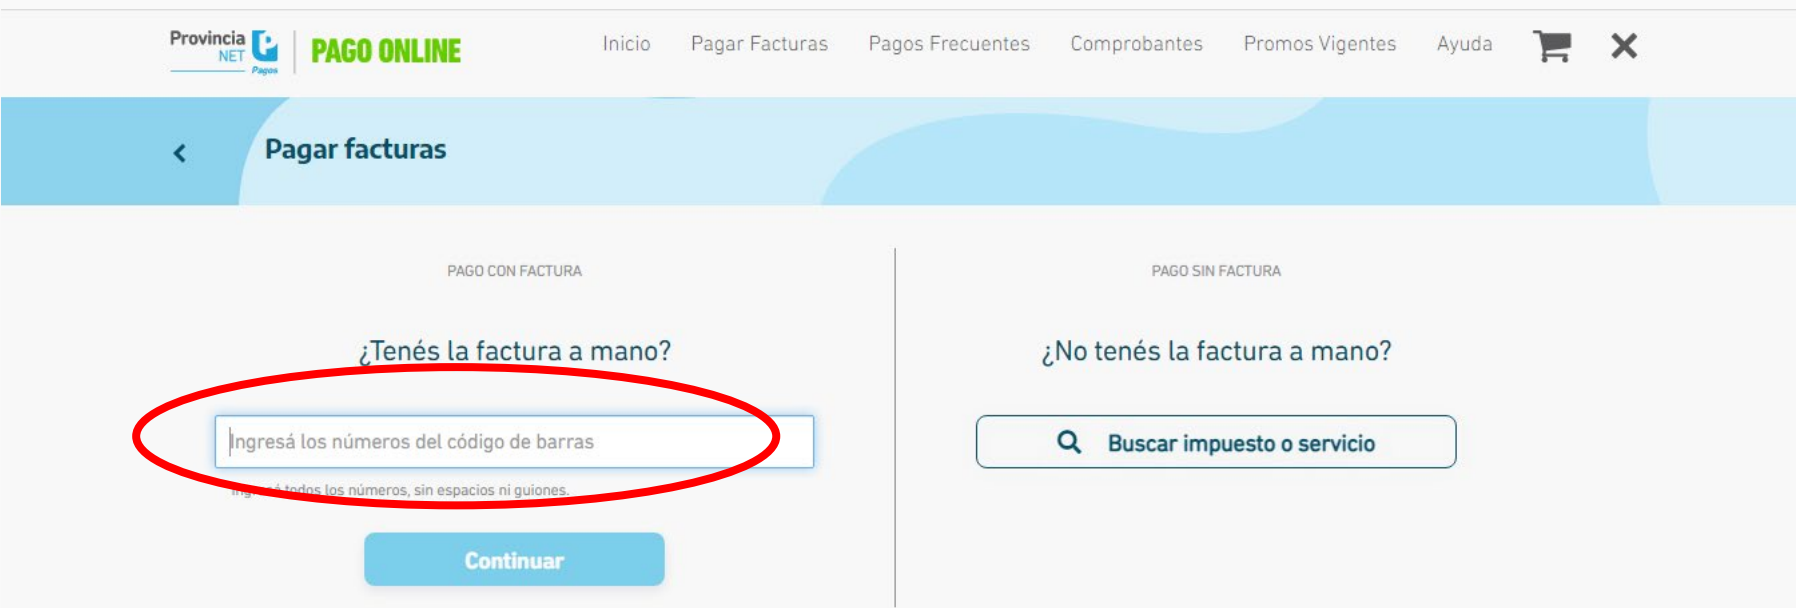 Provincia
NET
Pagos
PAGO ONLINE
Inicio
Pagar Facturas
Pagos Frecuentes
Comprobantes
Promos Vigentes
Ayuda
Pagar facturas
PAGO CON FACTURA
¿Tenés la factura a mano?
Ingresá los números del código de barras
Ingresá todos los números, sin espacios ni guiones.
Continuar
PAGO SIN FACTURA
¿No tenés la factura a mano?
Buscar impuesto o servicio